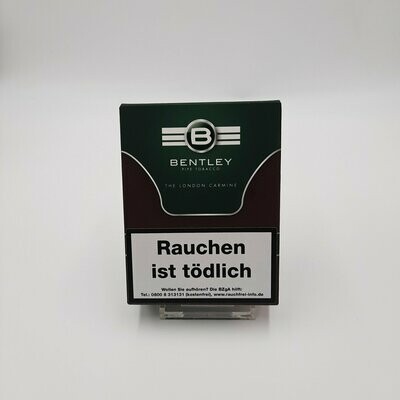 B
BENTLEY
PIPE TOBACCO
THE LONDON CARMINE
Rauchen
ist tödlich
Wollen Sie aufhören? Die BZgA hilft:
Tel.: 0800 8 313131 (kostenfrei), www.rauchfrei-info.de